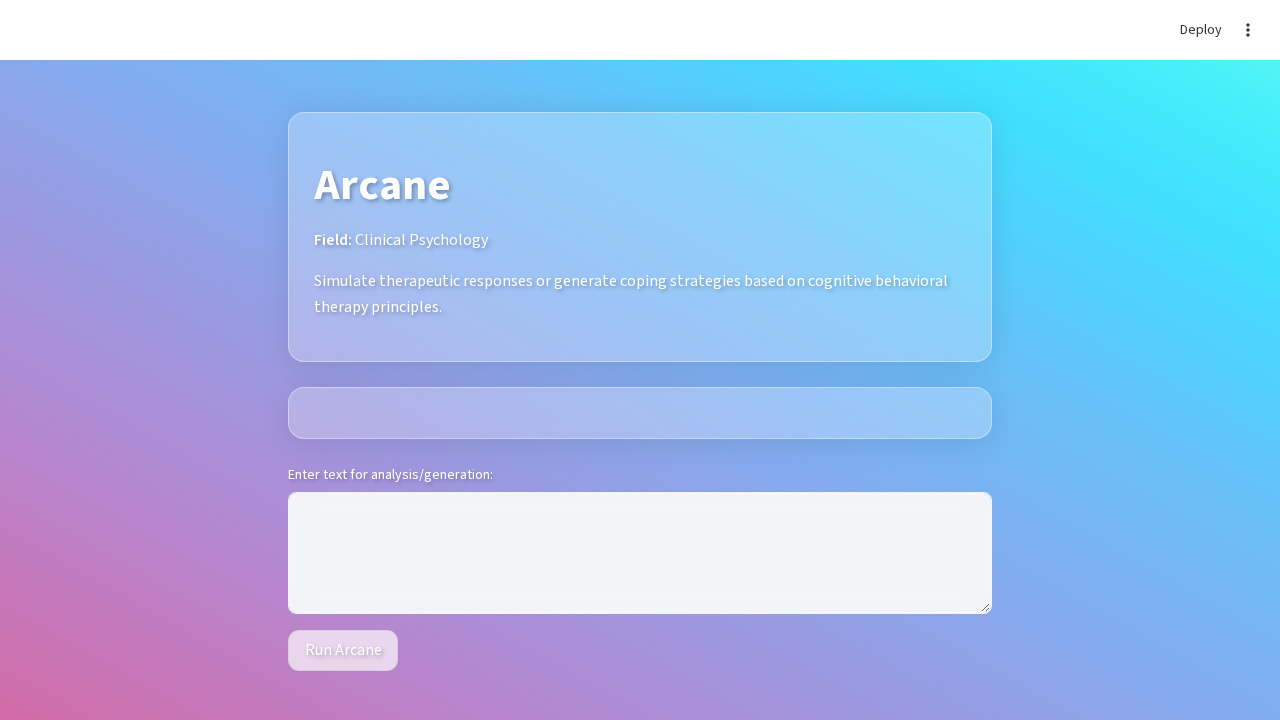 Deploy
Arcane
Field: Clinical Psychology
Simulate therapeutic responses or generate coping strategies based on cognitive behavioral
therapy principles.
Enter text for analysis/generation:
Run Arcane